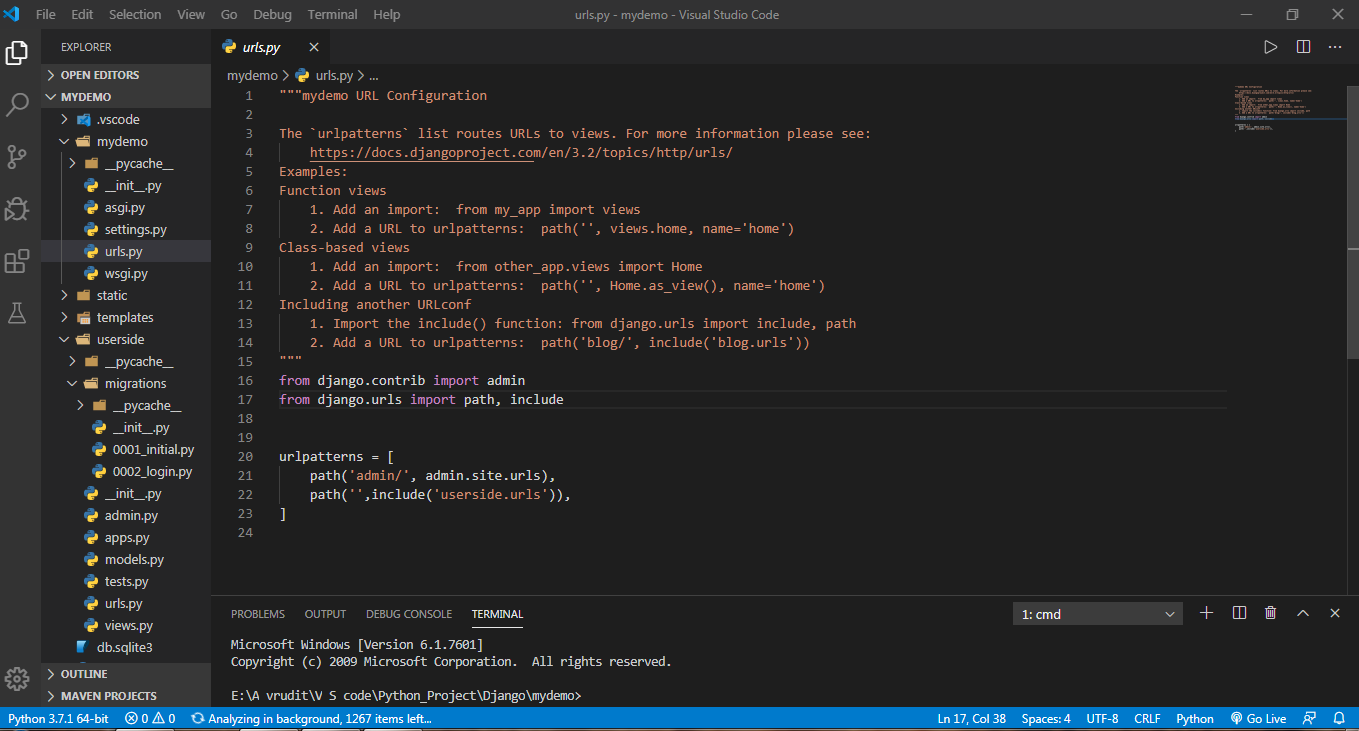 File Edit Selection View Go Debug Terminal Help
urls.py - mydemo - Visual Studio Code
EXPLORER
OPEN EDITORS
MYDEMO
.vscode
mydemo
__pycache__
__init__.py
asgi.py
settings.py
urls.py
wsgi.py
static
templates
userside
__pycache__
migrations
__pycache__
__init__.py
0001_initial.py
0002_login.py
__init__.py
admin.py
apps.py
models.py
tests.py
urls.py
views.py
db.sqlite3
OUTLINE
MAVEN PROJECTS
urls.py
mydemo > urls.py > ...
1 """mydemo URL Configuration
2
3 The `urlpatterns` list routes URLs to views. For more information please see:
4     https://docs.djangoproject.com/en/3.2/topics/http/urls/
5 Examples:
6 Function views
7     1. Add an import:  from my_app import views
8     2. Add a URL to urlpatterns:  path('', views.home, name='home')
9 Class-based views
10     1. Add an import:  from other_app.views import Home
11     2. Add a URL to urlpatterns:  path('', Home.as_view(), name='home')
12 Including another URLconf
13     1. Import the include() function: from django.urls import include, path
14     2. Add a URL to urlpatterns:  path('blog/', include('blog.urls'))
15 """
16 from django.contrib import admin
17 from django.urls import path, include
18
19
20 urlpatterns = [
21     path('admin/', admin.site.urls),
22     path('',include('userside.urls')),
23 ]
24
PROBLEMS OUTPUT DEBUG CONSOLE TERMINAL
1: cmd
Microsoft Windows [Version 6.1.7601]
Copyright (c) 2009 Microsoft Corporation.  All rights reserved.
E:\A vrudit\V S code\Python_Project\Django\mydemo>
Python 3.7.1 64-bit 0 0 Analyzing in background, 1267 items left...
Ln 17, Col 38 Spaces: 4 UTF-8 CRLF Python Go Live